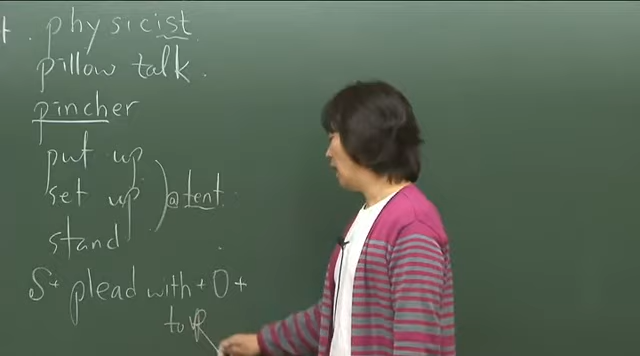 . physicist
pillow talk .
pincher
put up
set up ) @ tent
stand
S+ plead with + O +
to R